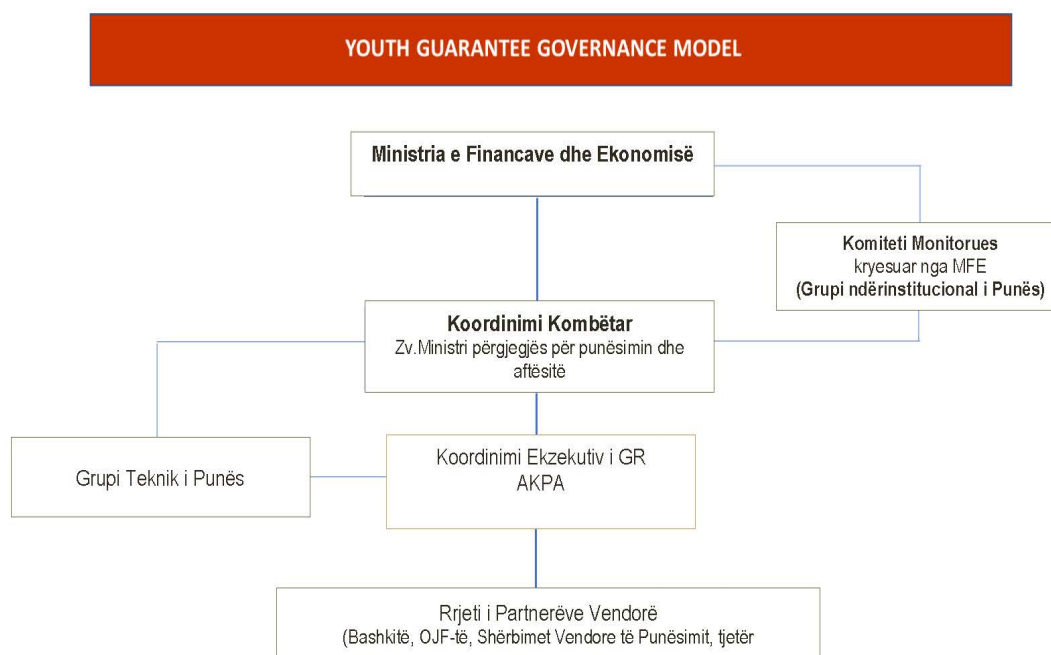 YOUTH GUARANTEE GOVERNANCE MODEL
Ministria e Financave dhe Ekonomisë
Komiteti Monitorues
kryesuar nga MFE
(Grupi ndërinstitucional i Punës)
Koordinimi Kombëtar
Zv.Ministri përgjegjës për punësimin dhe
aftësitë
Grupi Teknik i Punës
Koordinimi Ekzekutiv i GR
AKPA
Rrjeti i Partnerëve Vendorë
(Bashkitë, OJF-të, Shërbimet Vendore të Punësimit, tjetër